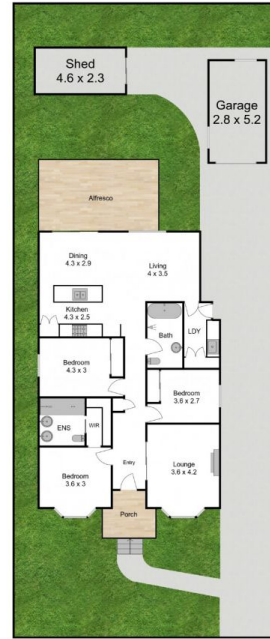 Shed
4.6 x 2.3
Garage
2.8 x 5.2
Alfresco
Dining
4.3 x 2.9
Living
4 x 3.5
Kitchen
4.3 x 2.5
Bath
LDY
Bedroom
4.3 x 3
Bedroom
3.6 x 2.7
ENS
WIR
Bedroom
3.6 x 3
Entry
Lounge
3.6 x 4.2
Porch